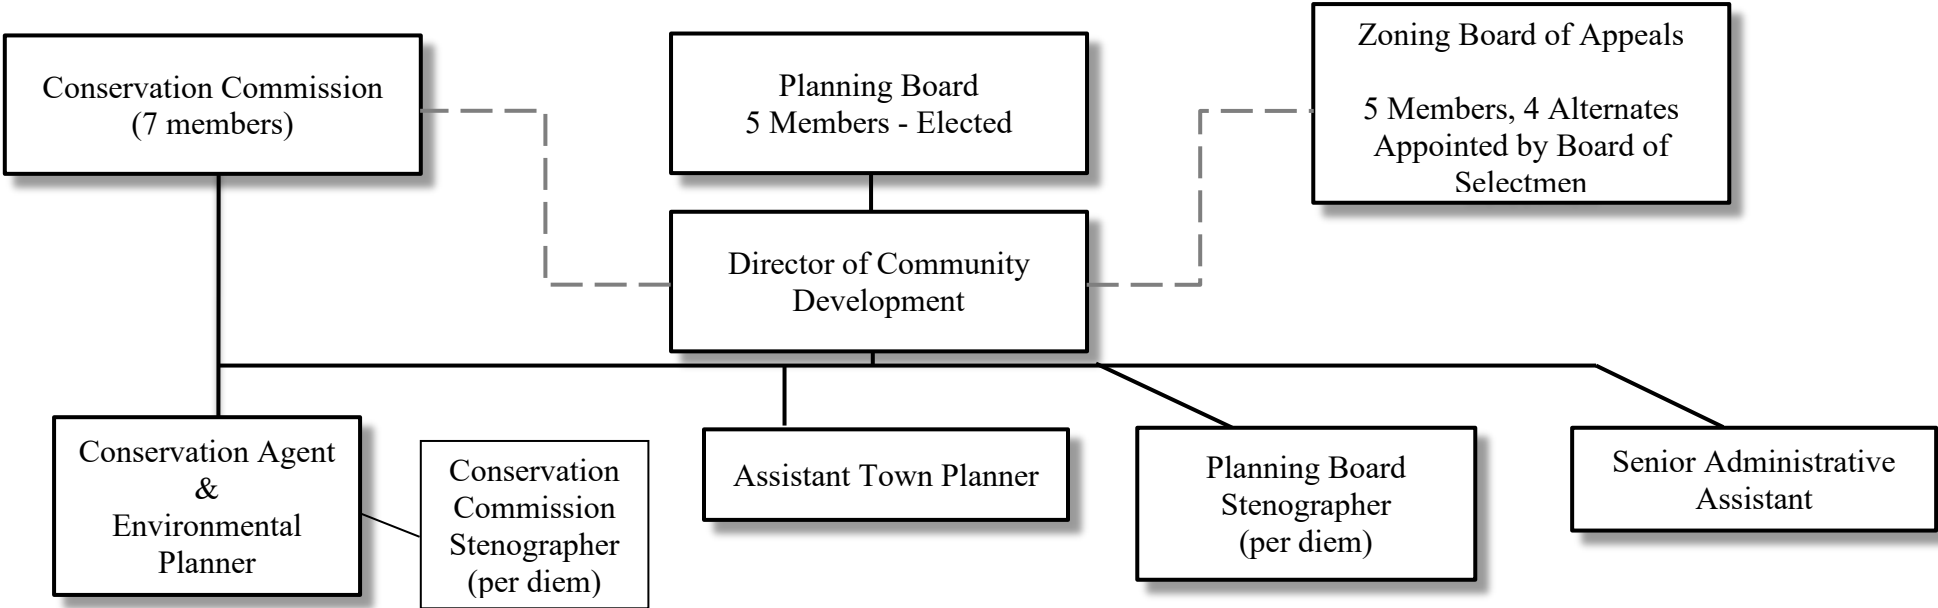 Conservation Commission
(7 members)
Planning Board
5 Members - Elected
Zoning Board of Appeals
5 Members, 4 Alternates
Appointed by Board of
Selectmen
Director of Community
Development
Conservation Agent
&
Environmental
Planner
Conservation
Commission
Stenographer
(per diem)
Assistant Town Planner
Planning Board
Stenographer
(per diem)
Senior Administrative
Assistant